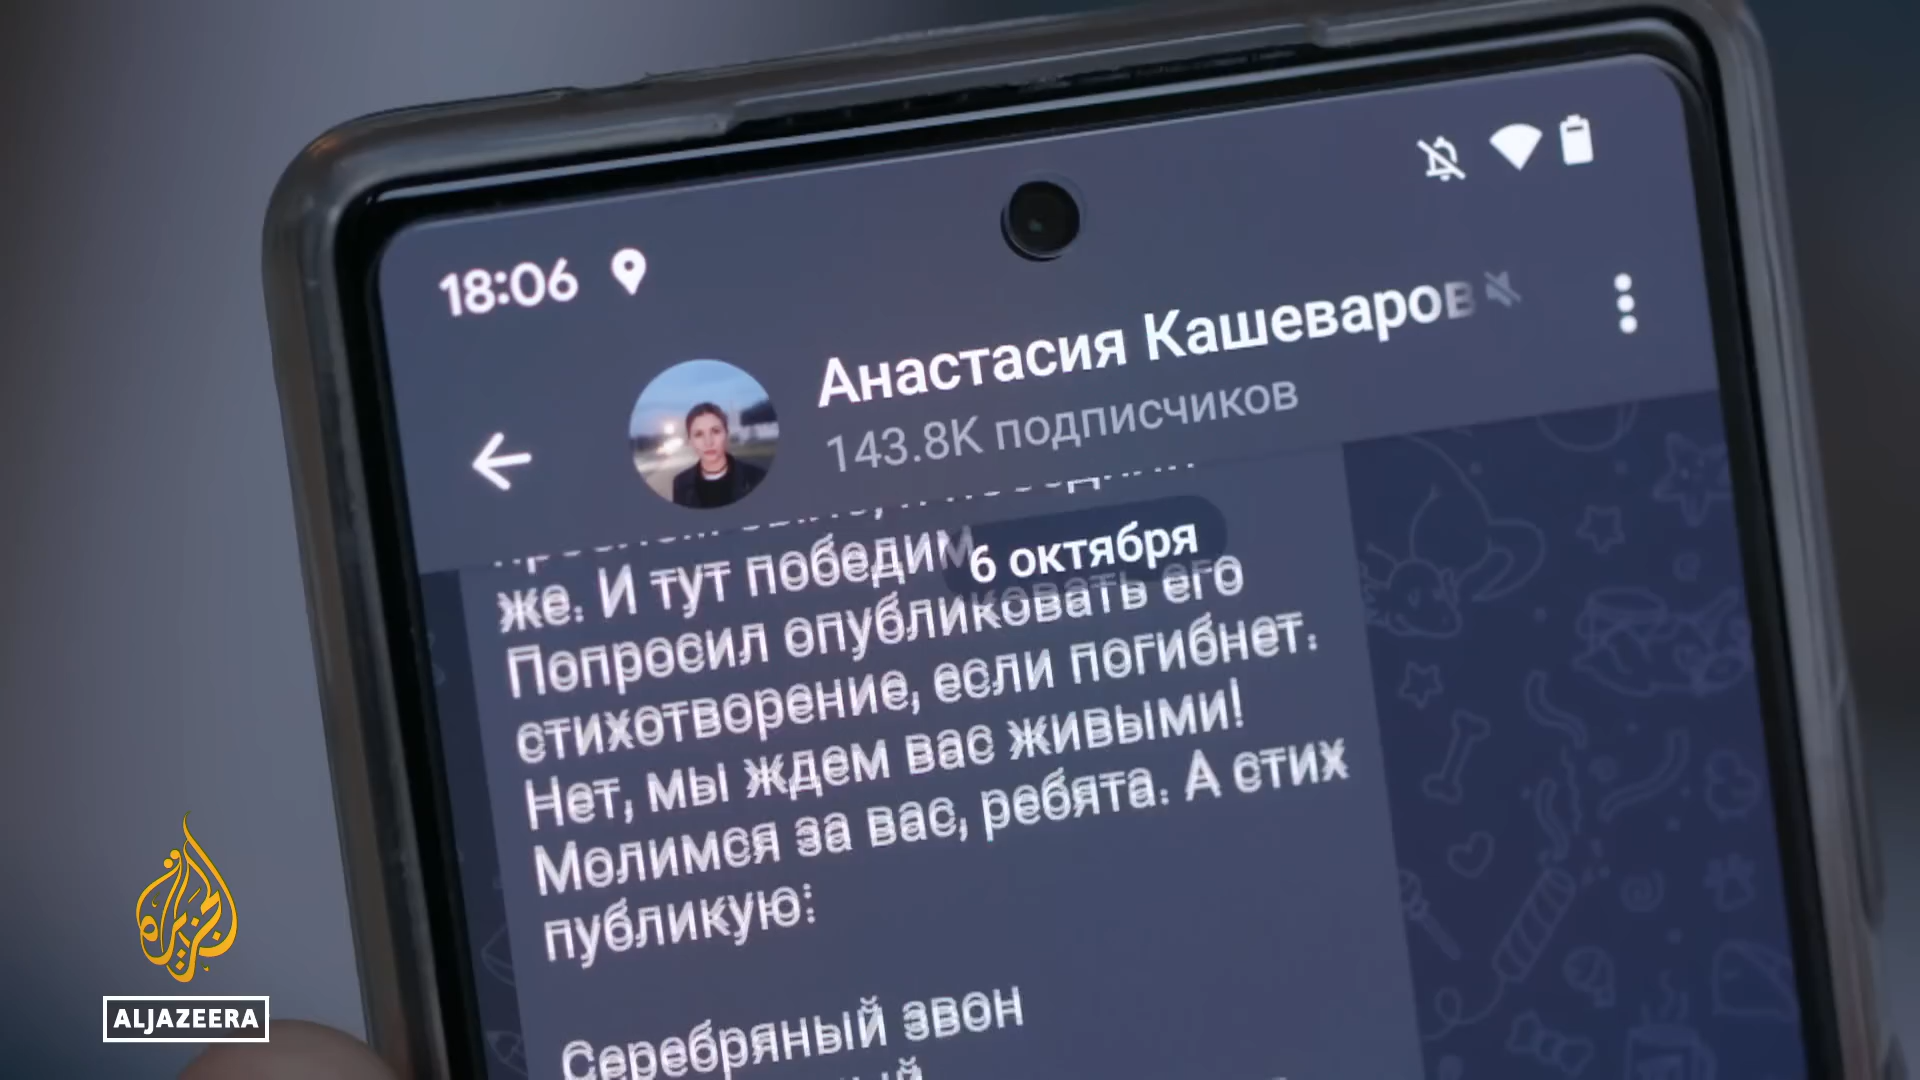 18:06
Анастасия Кашеваров
143.8K подписчиков
6 октября
же. И тут победим
Попросил опубликовать его
стихотворение, если погибнет.
Нет, мы ждем вас живыми!
Молимся за вас, ребята. А стих
публикую:
Серебряный звон
ALJAZEERA